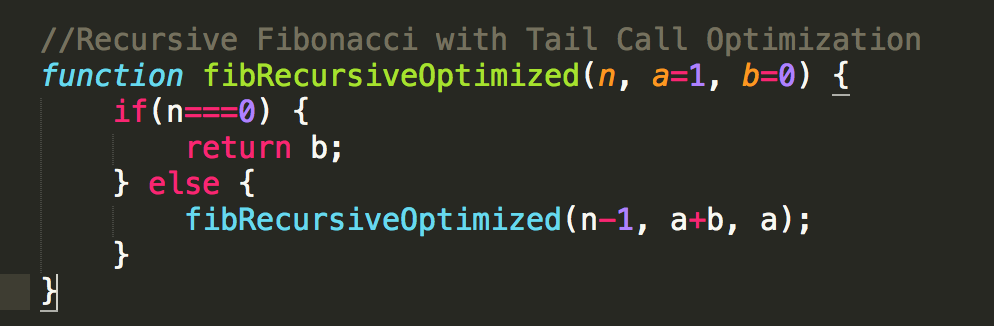 //Recursive Fibonacci with Tail Call Optimization
function fibRecursiveOptimized(n, a=1, b=0) {
    if(n===0) {
        return b;
    } else {
        fibRecursiveOptimized(n-1, a+b, a);
    }
}